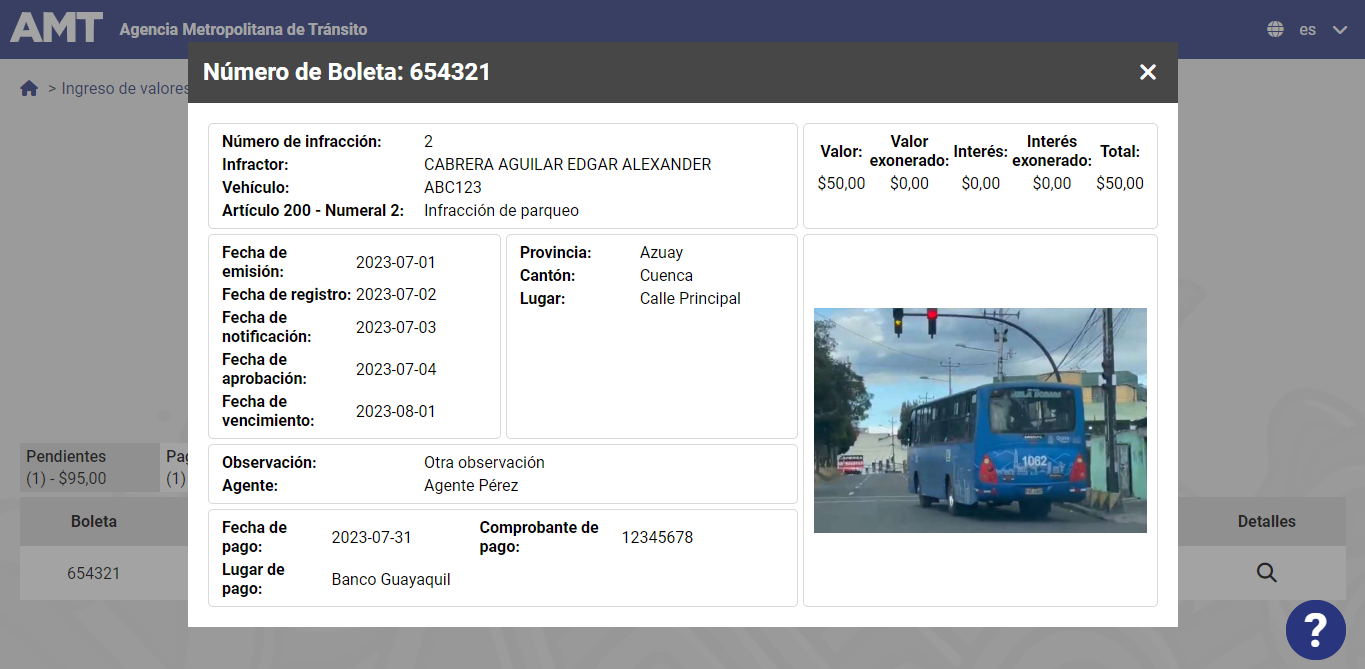 AMT Agencia Metropolitana de Tránsito
es
> Ingreso de valores
Número de Boleta: 654321
Número de infracción: 2
Infractor: CABRERA AGUILAR EDGAR ALEXANDER
Vehículo: ABC123
Artículo 200 - Numeral 2: Infracción de parqueo
Valor: Valor exonerado: Interés: Interés exonerado: Total:
$50,00 $0,00 $0,00 $0,00 $50,00
Fecha de emisión: 2023-07-01
Fecha de registro: 2023-07-02
Fecha de notificación: 2023-07-03
Fecha de aprobación: 2023-07-04
Fecha de vencimiento: 2023-08-01
Provincia: Azuay
Cantón: Cuenca
Lugar: Calle Principal
1062
Observación: Otra observación
Agente: Agente Pérez
Fecha de pago: 2023-07-31
Comprobante de pago: 12345678
Lugar de pago: Banco Guayaquil
Pendientes
(1) - $95,00
(1)
Boleta
Detalles
654321
?